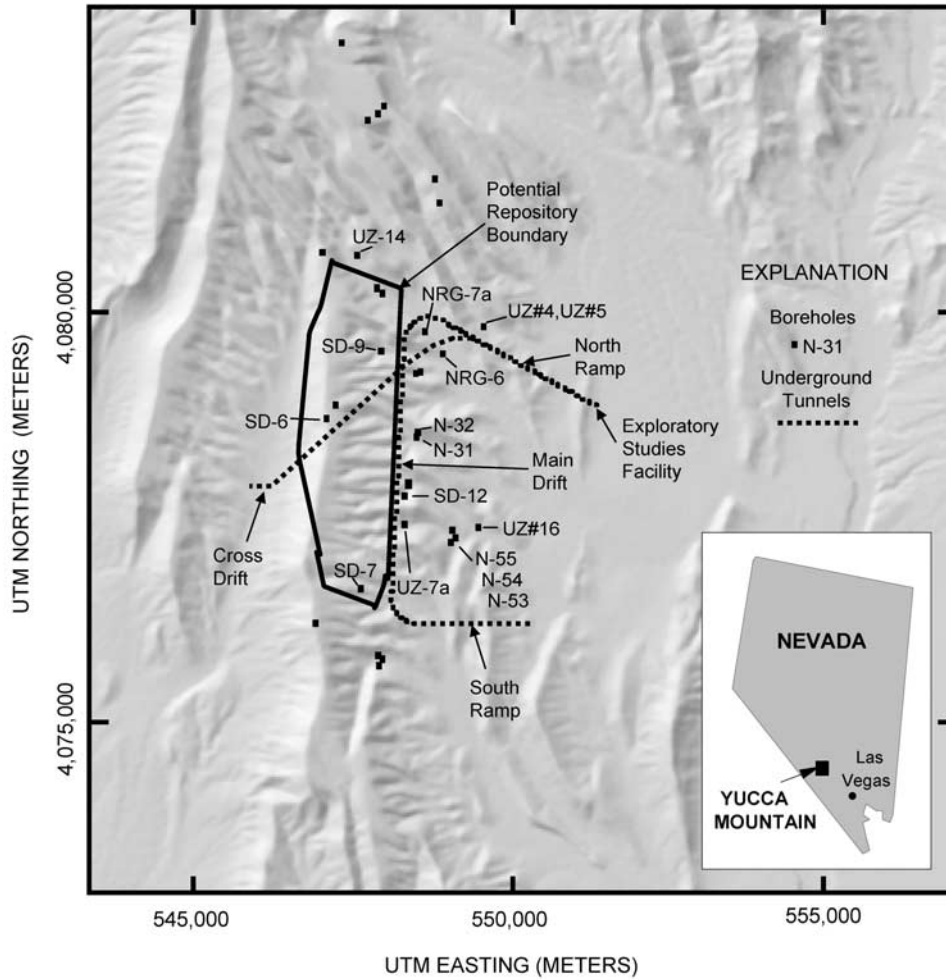 UZ-14
Potential
Repository
Boundary
EXPLANATION
Boreholes
N-31
Underground
Tunnels
NRG-7a
UZ#4,UZ#5
SD-9
NRG-6
North
Ramp
SD-6
N-32
N-31
Exploratory
Studies
Facility
Main
Drift
SD-12
Cross
Drift
UZ#16
SD-7
UZ-7a
N-55
N-54
N-53
South
Ramp
NEVADA
Las
Vegas
YUCCA
MOUNTAIN
4,080,000
4,075,000
UTM NORTHING (METERS)
545,000
550,000
555,000
UTM EASTING (METERS)